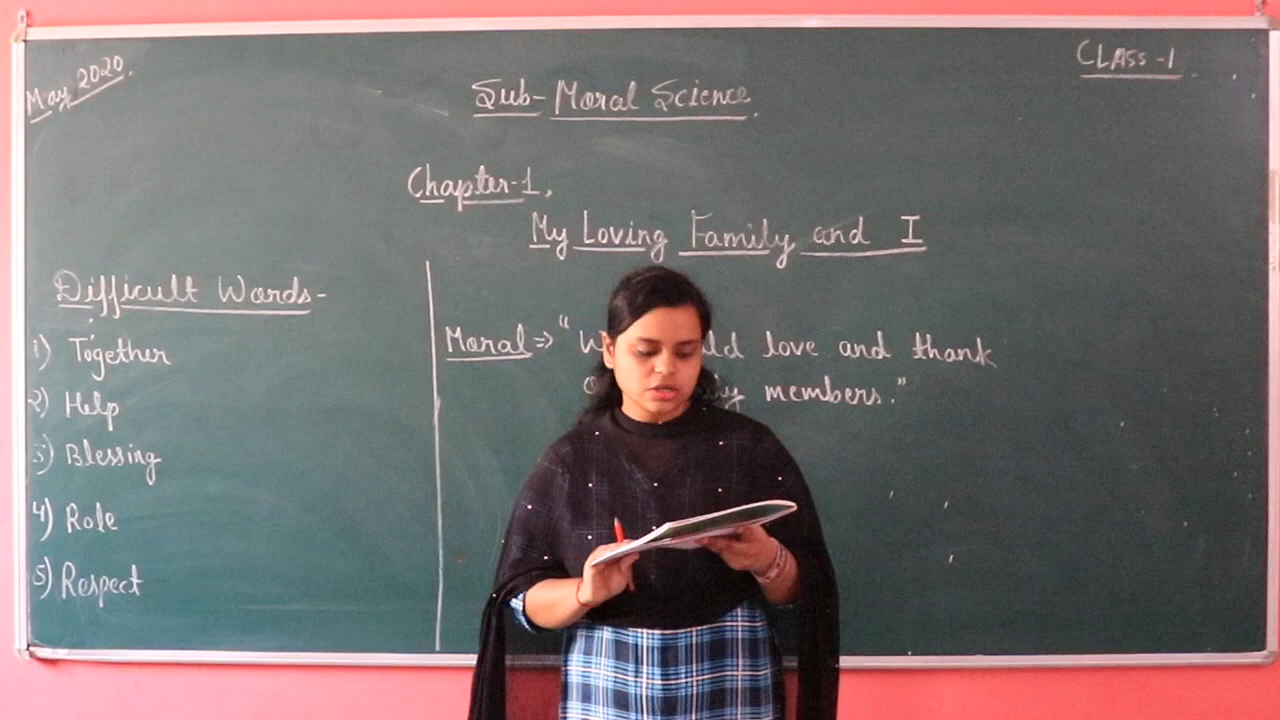 May 2020.
CLASS-1
Sub- Moral Science.
Chapter-1,
My Loving Family and I
Difficult Words-
1) Together
2) Help
3) Blessing
4) Role
5) Respect
Moral => " love and thank
members."